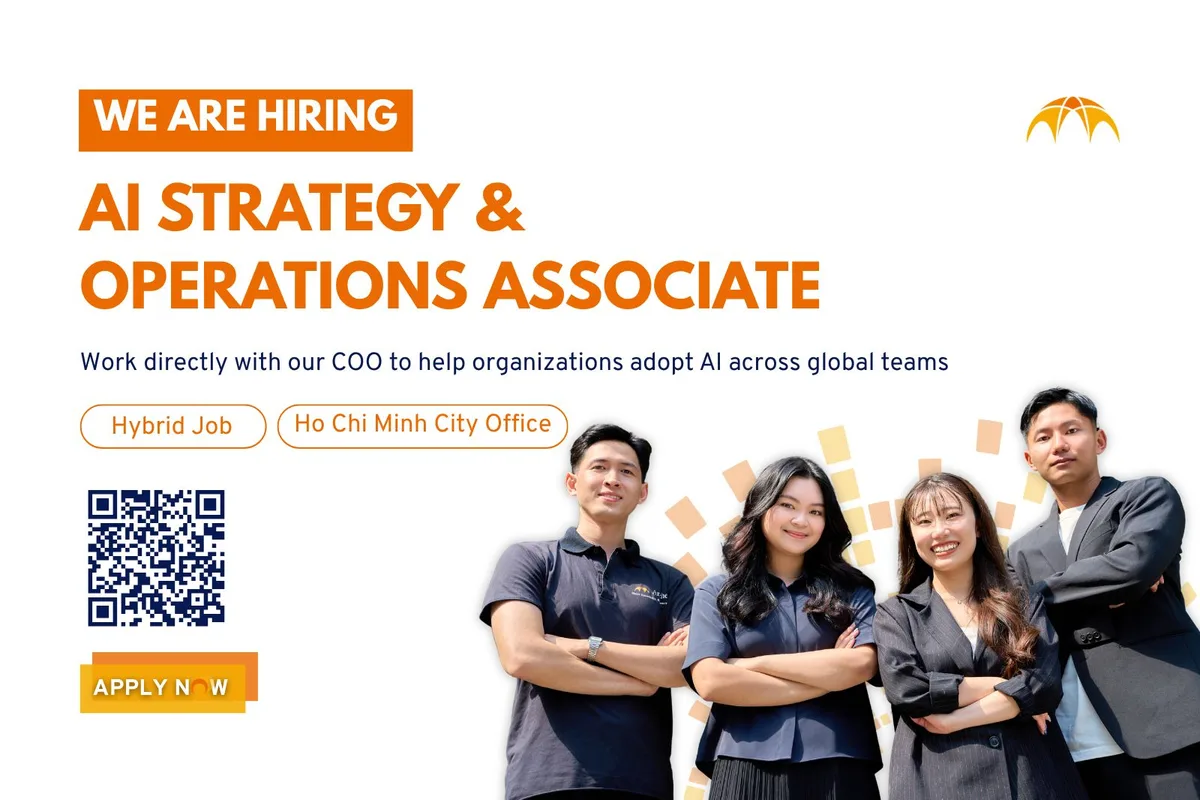 WE ARE HIRING
AI STRATEGY &
OPERATIONS ASSOCIATE
Work directly with our COO to help organizations adopt AI across global teams
Hybrid Job
Ho Chi Minh City Office
APPLY NOW